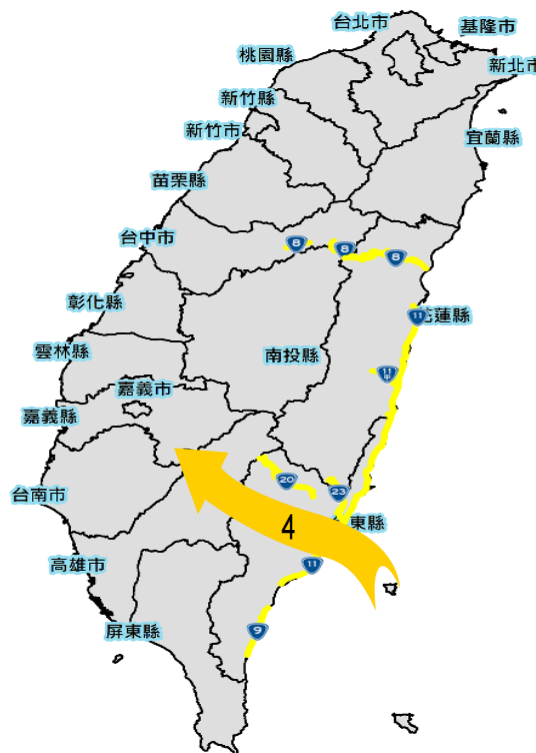 台北市
基隆市
桃園縣
新北市
新竹縣
新竹市
宜蘭縣
苗栗縣
台中市
8
8
8
彰化縣
11
花蓮縣
雲林縣
南投縣
11
甲
嘉義市
嘉義縣
20
23
台南市
4
東縣
高雄市
11
屏東縣
9